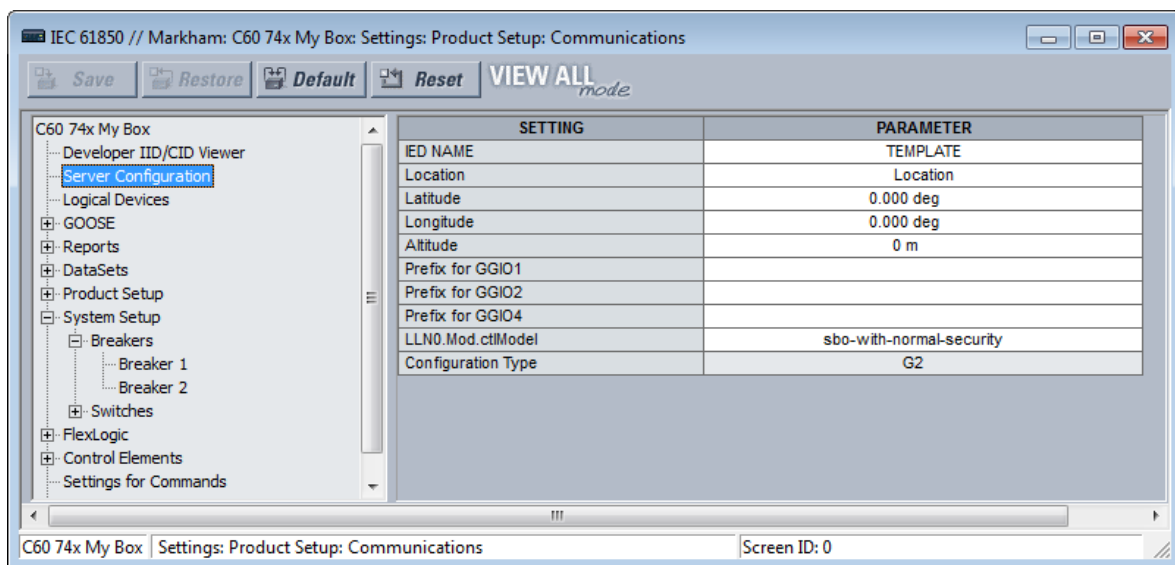 IEC 61850 // Markham: C60 74x My Box: Settings: Product Setup: Communications
Save Restore Default Reset VIEW ALL mode
C60 74x My Box
Developer IID/CID Viewer
Server Configuration
Logical Devices
GOOSE
Reports
DataSets
Product Setup
System Setup
Breakers
Breaker 1
Breaker 2
Switches
FlexLogic
Control Elements
Settings for Commands
SETTING PARAMETER
IED NAME TEMPLATE
Location Location
Latitude 0.000 deg
Longitude 0.000 deg
Altitude 0 m
Prefix for GGIO1
Prefix for GGIO2
Prefix for GGIO4
LLN0.Mod.ctlModel sbo-with-normal-security
Configuration Type G2
C60 74x My Box Settings: Product Setup: Communications Screen ID: 0